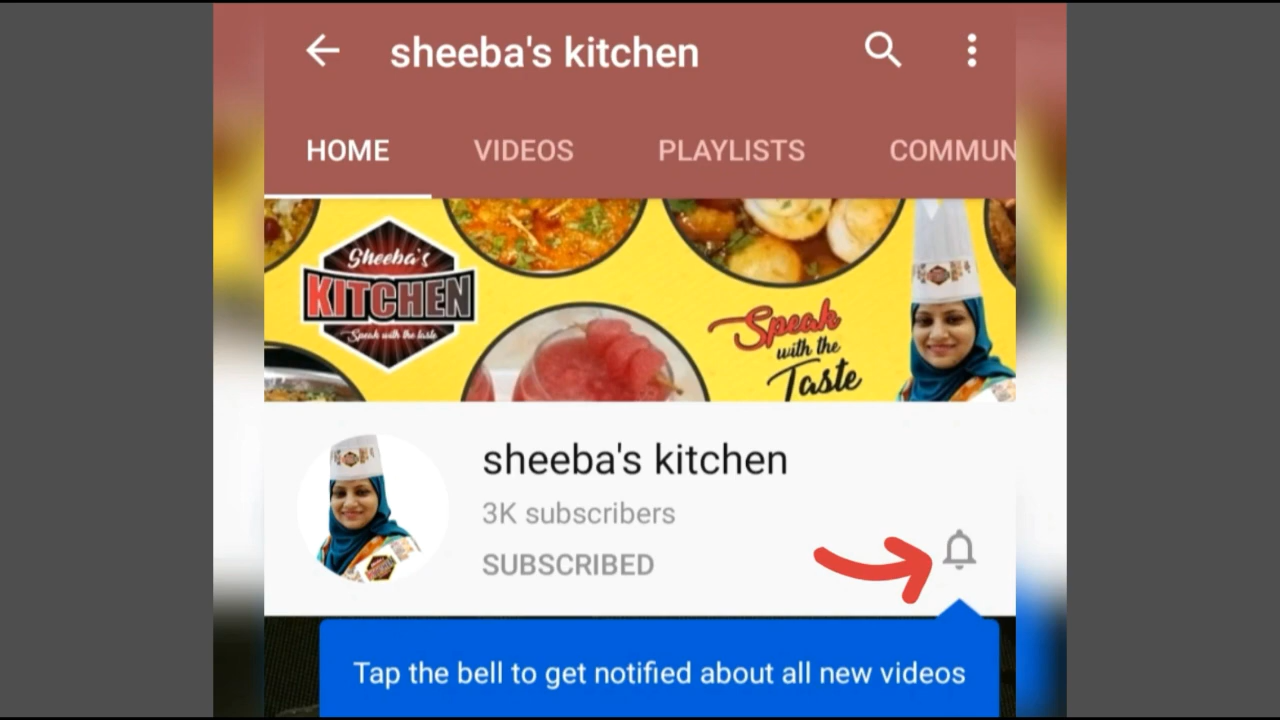 sheeba's kitchen
HOME VIDEOS PLAYLISTS COMMUN
Sheeba's
KITCHEN
Speak with the taste
Speak
with the
Taste
sheeba's kitchen
3K subscribers
SUBSCRIBED
Tap the bell to get notified about all new videos